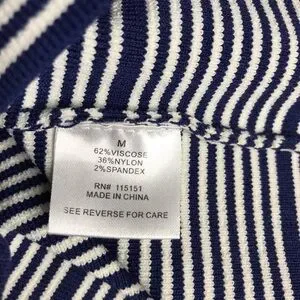 M
62%VISCOSE
36%NYLON
2%SPANDEX
RN# 115151
MADE IN CHINA
SEE REVERSE FOR CARE